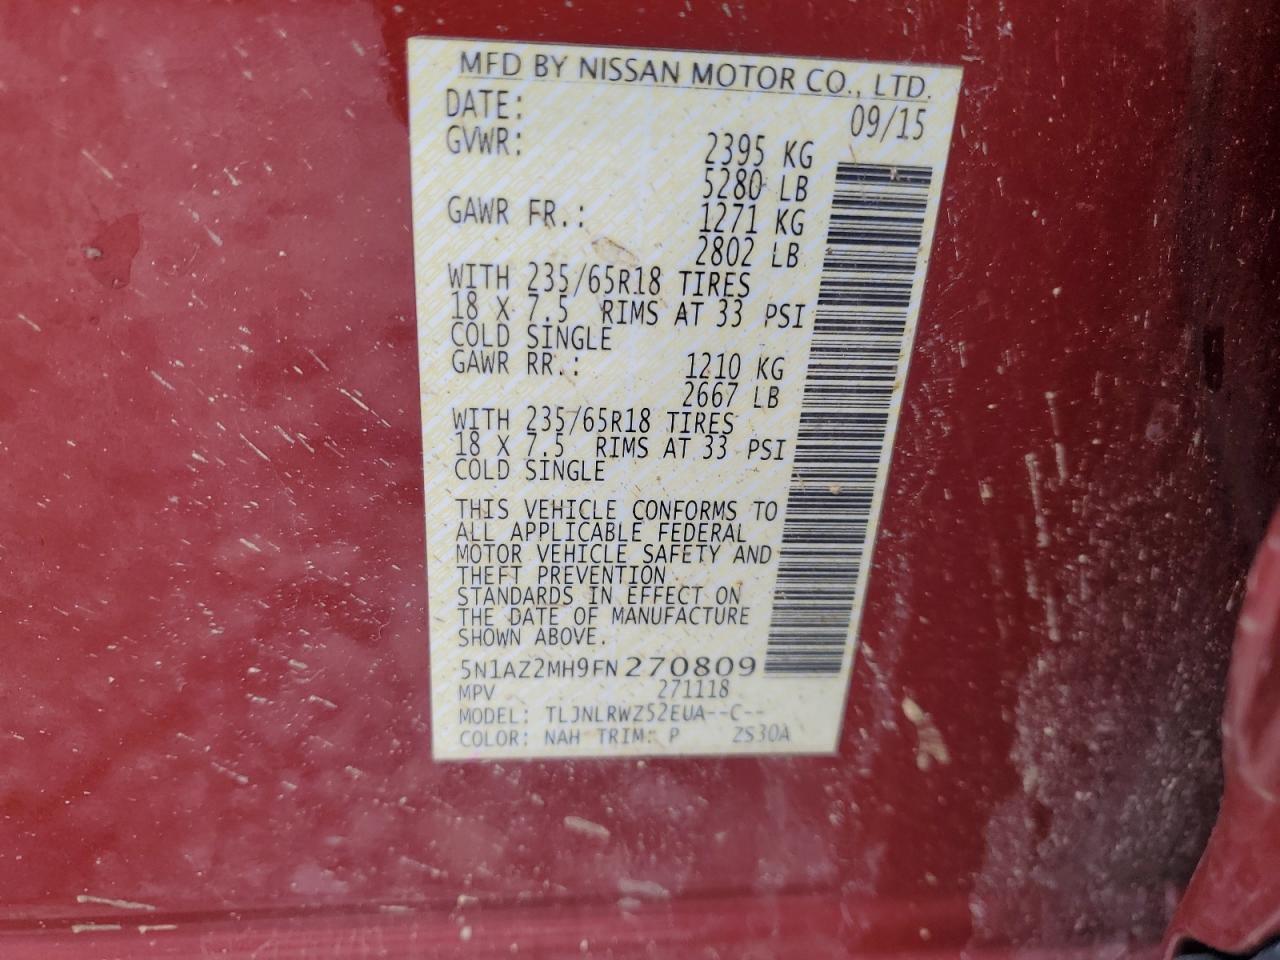 MFD BY NISSAN MOTOR CO., LTD.
DATE: 09/15
GVWR: 2395 KG
5280 LB
GAWR FR.: 1271 KG
2802 LB
WITH 235/65R18 TIRES
18 X 7.5 RIMS AT 33 PSI
COLD SINGLE
GAWR RR.: 1210 KG
2667 LB
WITH 235/65R18 TIRES
18 X 7.5 RIMS AT 33 PSI
COLD SINGLE
THIS VEHICLE CONFORMS TO
ALL APPLICABLE FEDERAL
MOTOR VEHICLE SAFETY AND
THEFT PREVENTION
STANDARDS IN EFFECT ON
THE DATE OF MANUFACTURE
SHOWN ABOVE.
5N1AZ2MH9FN270809
MPV 271118
MODEL: TLJNLRWZ52EUA--C--
COLOR: NAH TRIM: P ZS30A